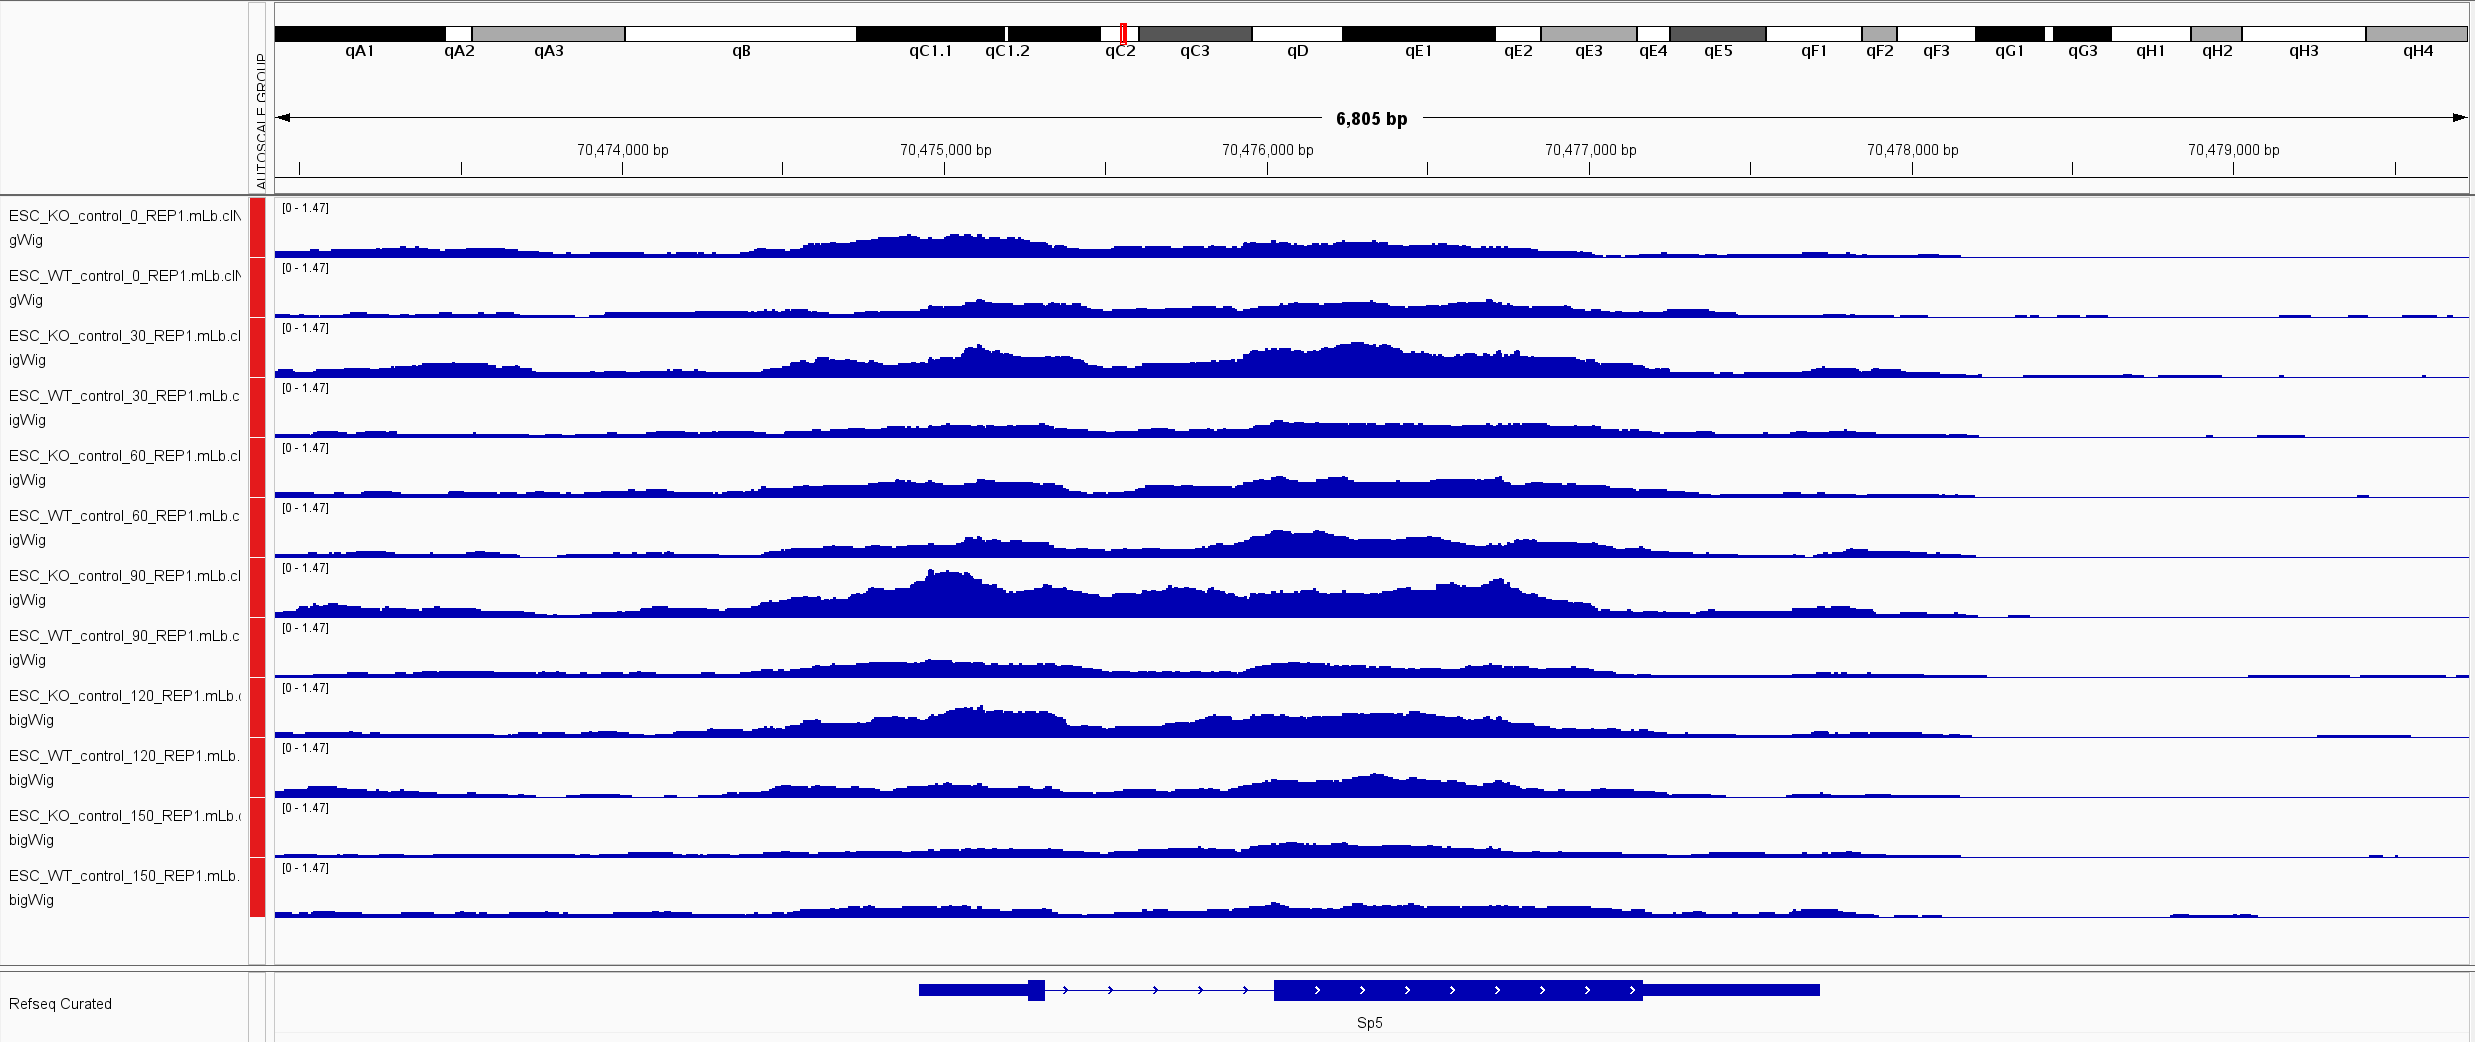 qA1 qA2 qA3 qB qC1.1 qC1.2 qC2 qC3 qD qE1 qE2 qE3 qE4 qE5 qF1 qF2 qF3 qG1 qG3 qH1 qH2 qH3 qH4
AUTOSCALE GROUP
6,805 bp
70,474,000 bp 70,475,000 bp 70,476,000 bp 70,477,000 bp 70,478,000 bp 70,479,000 bp
[0 - 1.47]
ESC_KO_control_0_REP1.mLb.clN
gWig
[0 - 1.47]
ESC_WT_control_0_REP1.mLb.clN
gWig
[0 - 1.47]
ESC_KO_control_30_REP1.mLb.cl
igWig
[0 - 1.47]
ESC_WT_control_30_REP1.mLb.c
igWig
[0 - 1.47]
ESC_KO_control_60_REP1.mLb.cl
igWig
[0 - 1.47]
ESC_WT_control_60_REP1.mLb.c
igWig
[0 - 1.47]
ESC_KO_control_90_REP1.mLb.cl
igWig
[0 - 1.47]
ESC_WT_control_90_REP1.mLb.c
igWig
[0 - 1.47]
ESC_KO_control_120_REP1.mLb.c
bigWig
[0 - 1.47]
ESC_WT_control_120_REP1.mLb.
bigWig
[0 - 1.47]
ESC_KO_control_150_REP1.mLb.c
bigWig
[0 - 1.47]
ESC_WT_control_150_REP1.mLb.
bigWig
Refseq Curated
Sp5